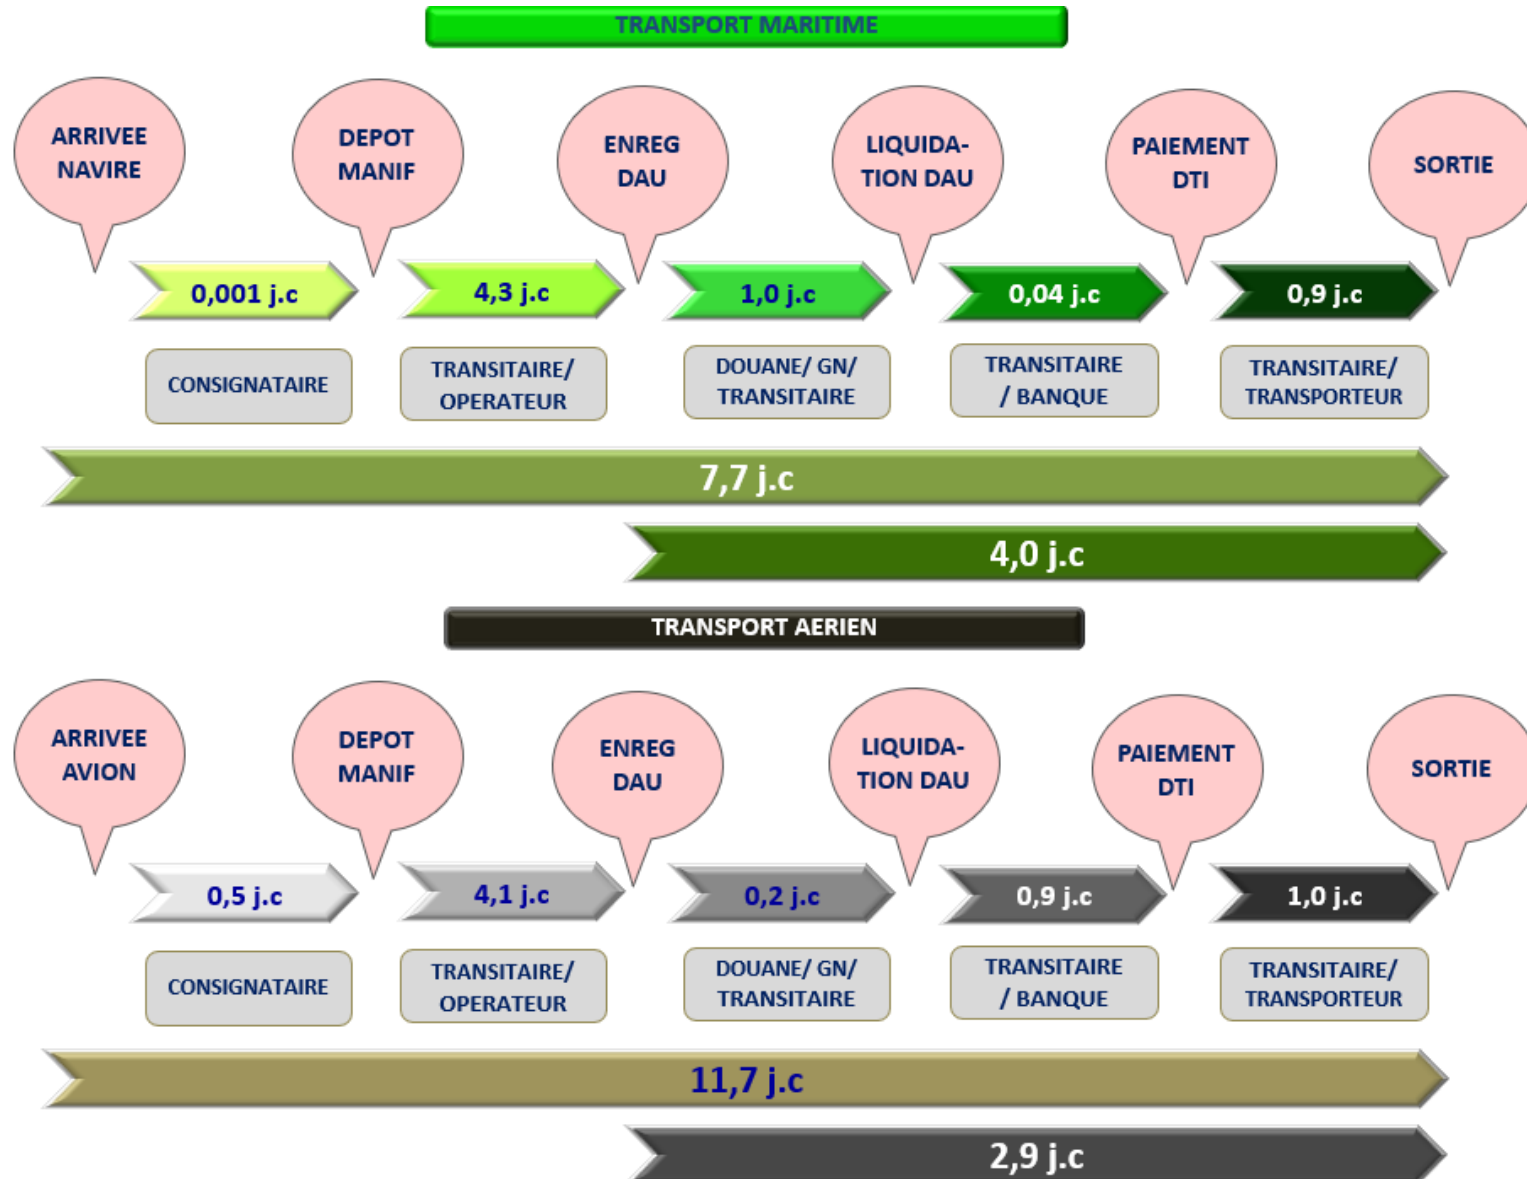 TRANSPORT MARITIME
ARRIVEE
NAVIRE
DEPOT
MANIF
ENREG
DAU
LIQUIDA-
TION DAU
PAIEMENT
DTI
SORTIE
0,001 j.c
4,3 j.c
1,0 j.c
0,04 j.c
0,9 j.c
CONSIGNATAIRE
TRANSITAIRE/
OPERATEUR
DOUANE/ GN/
TRANSITAIRE
TRANSITAIRE
/ BANQUE
TRANSITAIRE/
TRANSPORTEUR
7,7 j.c
4,0 j.c
TRANSPORT AERIEN
ARRIVEE
AVION
DEPOT
MANIF
ENREG
DAU
LIQUIDA-
TION DAU
PAIEMENT
DTI
SORTIE
0,5 j.c
4,1 j.c
0,2 j.c
0,9 j.c
1,0 j.c
CONSIGNATAIRE
TRANSITAIRE/
OPERATEUR
DOUANE/ GN/
TRANSITAIRE
TRANSITAIRE
/ BANQUE
TRANSITAIRE/
TRANSPORTEUR
11,7 j.c
2,9 j.c